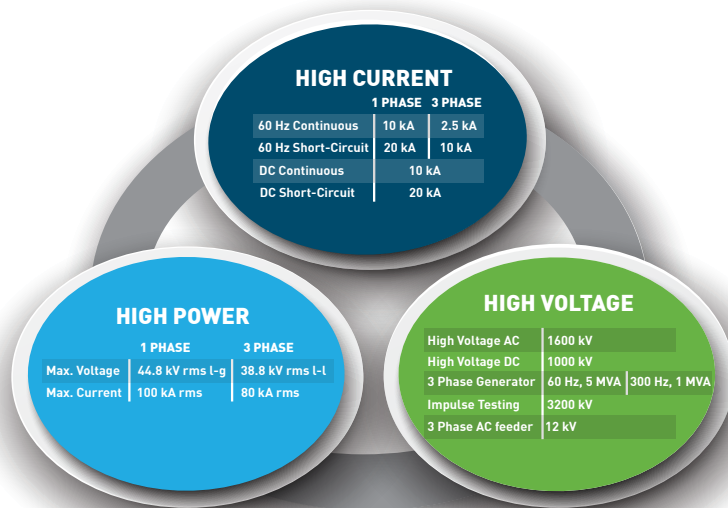 HIGH CURRENT
1 PHASE 3 PHASE
60 Hz Continuous 10 kA 2.5 kA
60 Hz Short-Circuit 20 kA 10 kA
DC Continuous 10 kA
DC Short-Circuit 20 kA
HIGH POWER
1 PHASE 3 PHASE
Max. Voltage 44.8 kV rms l-g 38.8 kV rms l-l
Max. Current 100 kA rms 80 kA rms
HIGH VOLTAGE
High Voltage AC 1600 kV
High Voltage DC 1000 kV
3 Phase Generator 60 Hz, 5 MVA 300 Hz, 1 MVA
Impulse Testing 3200 kV
3 Phase AC feeder 12 kV